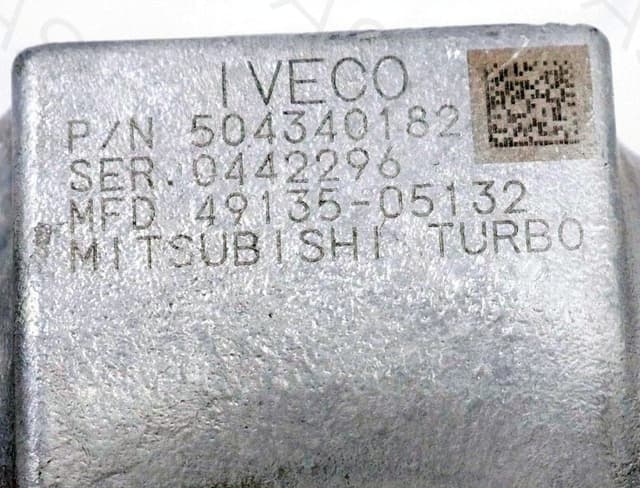 IVECO
P/N 504340182
SER. 0442296
MFD 49135-05132
MITSUBISHI TURBO